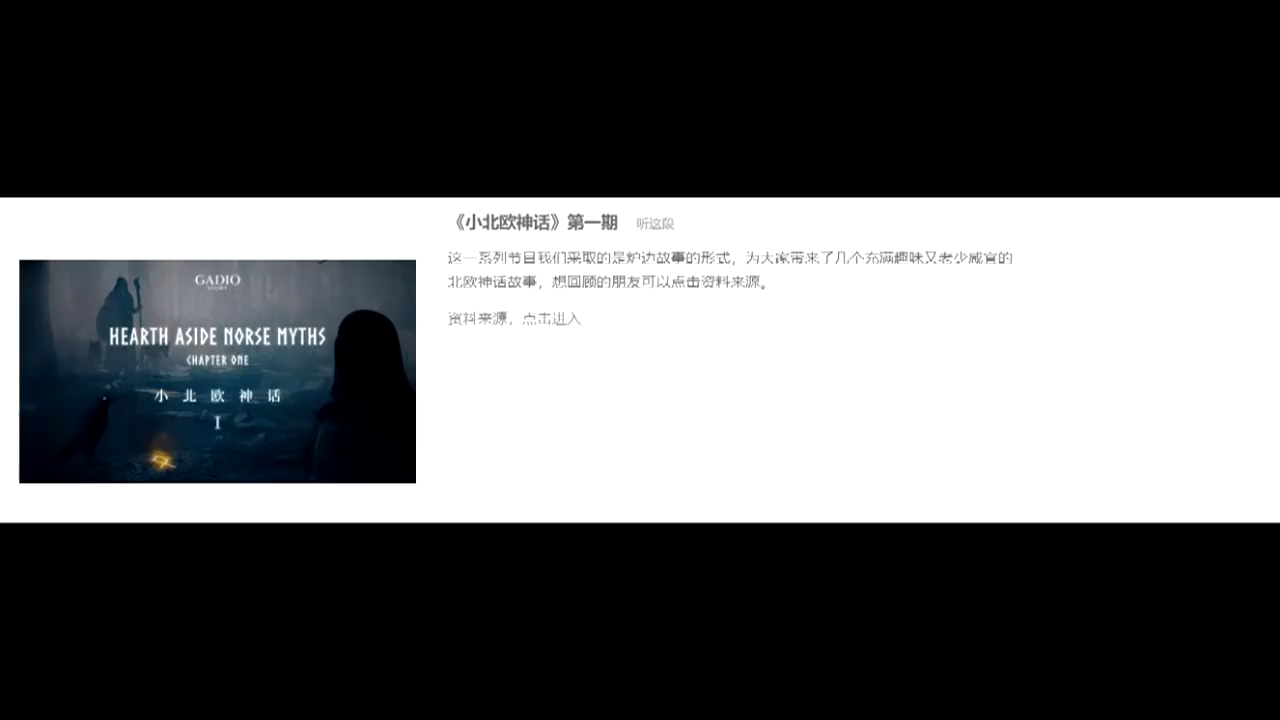 《小北欧神话》第一期 听这段
这一系列节目我们采取的是炉边故事的形式，为大家带来了几个充满趣味又老少咸宜的
北欧神话故事，想回顾的朋友可以点击资料来源。
资料来源，点击进入
GADIO
STORY
HEARTH ASIDE NORSE MYTHS
CHAPTER ONE
小北欧神话
I